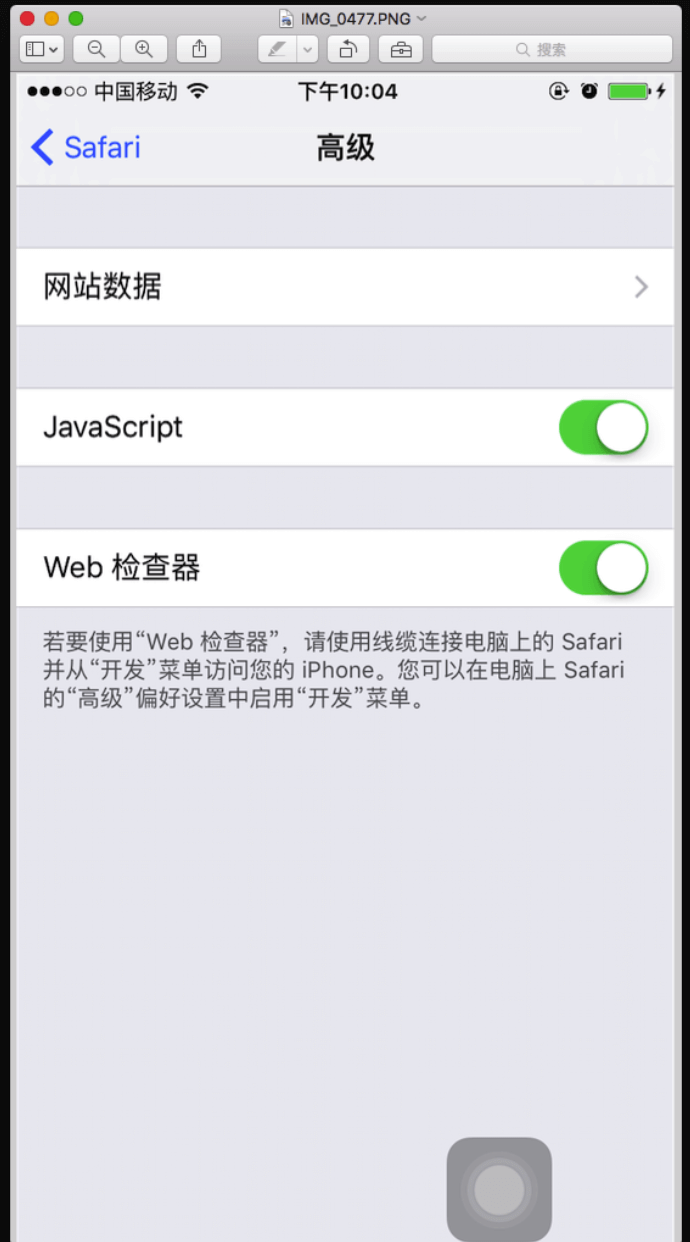 IMG_0477.PNG
搜索
中国移动
下午10:04
Safari
高级
网站数据
JavaScript
Web 检查器
若要使用“Web 检查器”，请使用线缆连接电脑上的 Safari
并从“开发”菜单访问您的 iPhone。您可以在电脑上 Safari
的“高级”偏好设置中启用“开发”菜单。